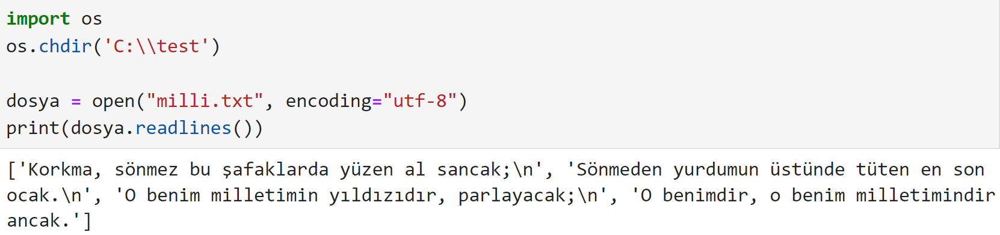 import os
os.chdir('C:\\test')
dosya = open("milli.txt", encoding="utf-8")
print(dosya.readlines())
['Korkma, sönmez bu şafaklarda yüzen al sancak;\n', 'Sönmeden yurdumun üstünde tüten en son
ocak.\n', 'O benim milletimin yıldızıdır, parlayacak;\n', 'O benimdir, o benim milletimindir
ancak.']